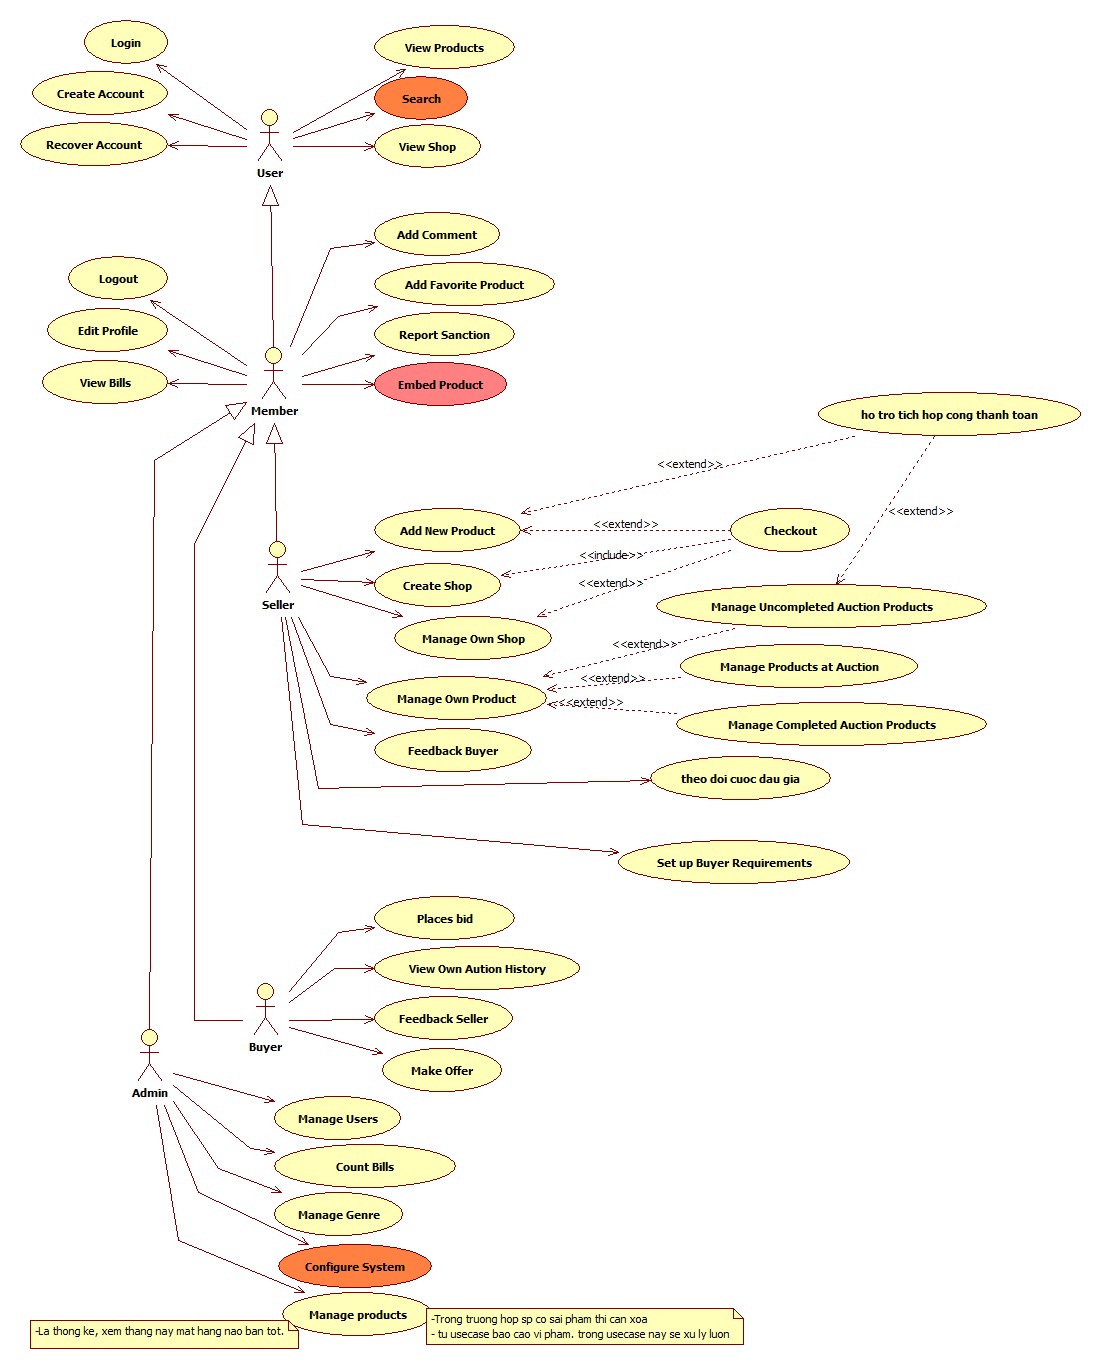 Login
View Products
Create Account
Search
Recover Account
View Shop
User
Add Comment
Logout
Add Favorite Product
Edit Profile
Report Sanction
View Bills
Embed Product
Member
ho tro tich hop cong thanh toan
<<extend>>
<<extend>>
Add New Product
<<extend>>
Checkout
<<include>>
Create Shop
<<extend>>
Seller
Manage Uncompleted Auction Products
Manage Own Shop
<<extend>>
Manage Products at Auction
<<extend>>
Manage Own Product
<<extend>>
Manage Completed Auction Products
Feedback Buyer
theo doi cuoc dau gia
Set up Buyer Requirements
Places bid
View Own Aution History
Feedback Seller
Buyer
Make Offer
Admin
Manage Users
Count Bills
Manage Genre
Configure System
Manage products
-La thong ke, xem thang nay mat hang nao ban tot.
-Trong truong hop sp co sai pham thi can xoa
- tu usecase bao cao vi pham. trong usecase nay se xu ly luon